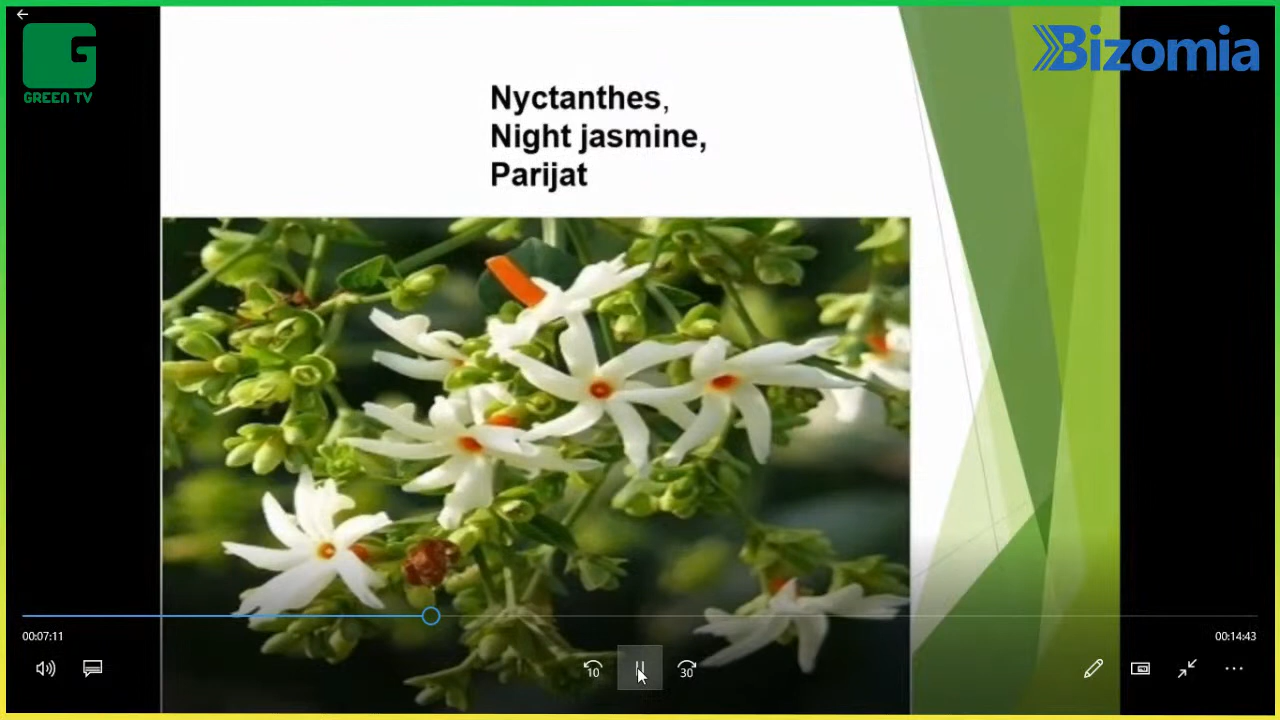 GREEN TV
Bizomia
Nyctanthes,
Night jasmine,
Parijat
00:07:11
00:14:43
10
30